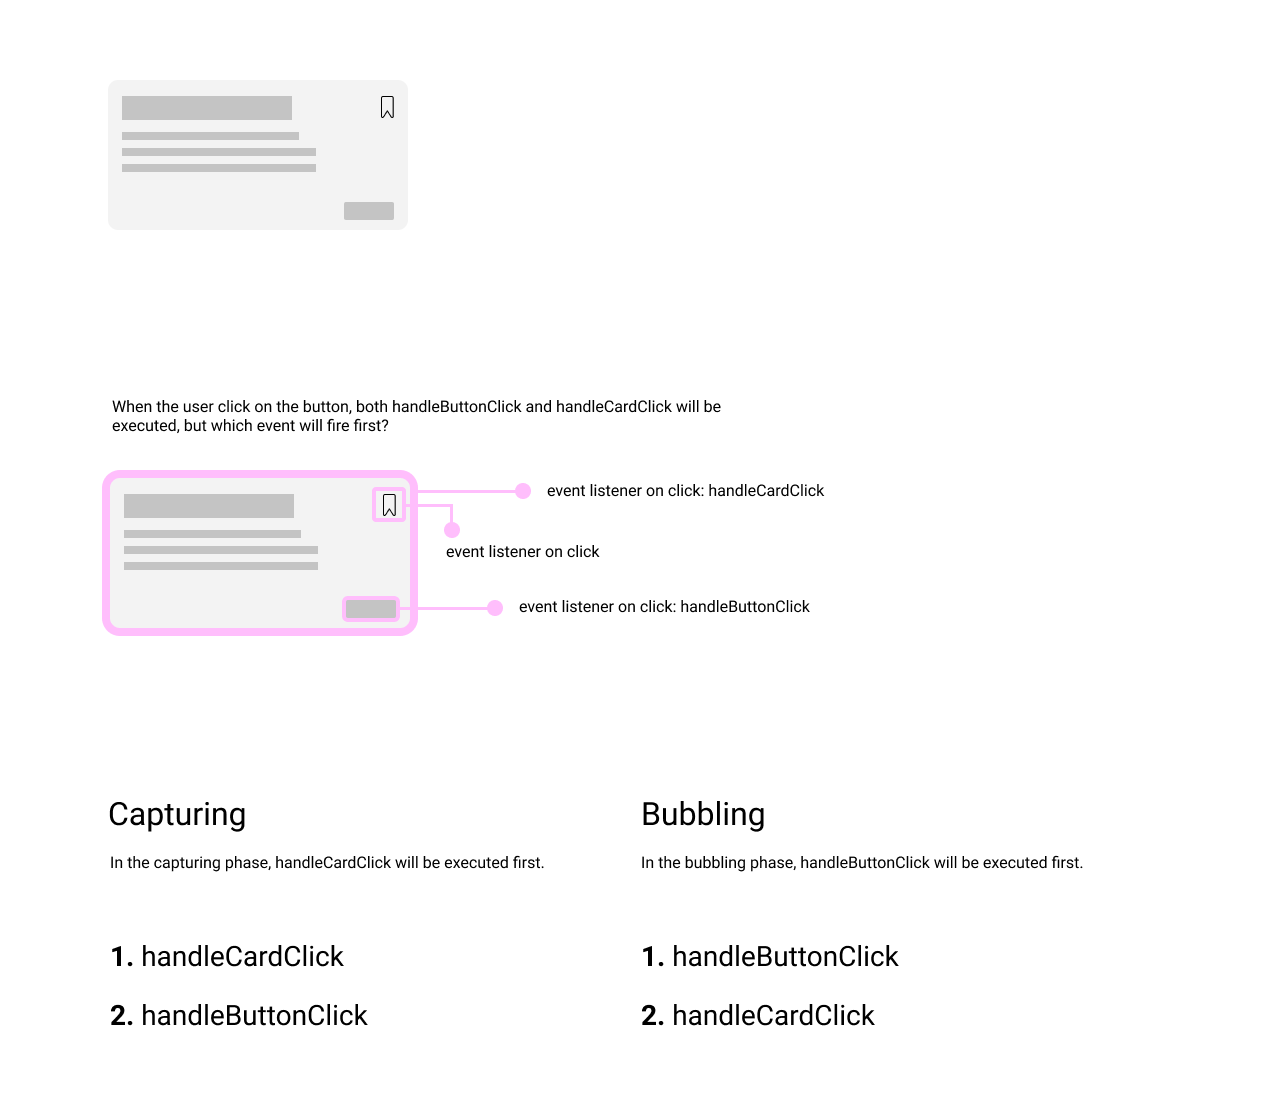 When the user click on the button, both handleButtonClick and handleCardClick will be
executed, but which event will fire first?
event listener on click: handleCardClick
event listener on click
event listener on click: handleButtonClick
Capturing
In the capturing phase, handleCardClick will be executed first.
1. handleCardClick
2. handleButtonClick
Bubbling
In the bubbling phase, handleButtonClick will be executed first.
1. handleButtonClick
2. handleCardClick